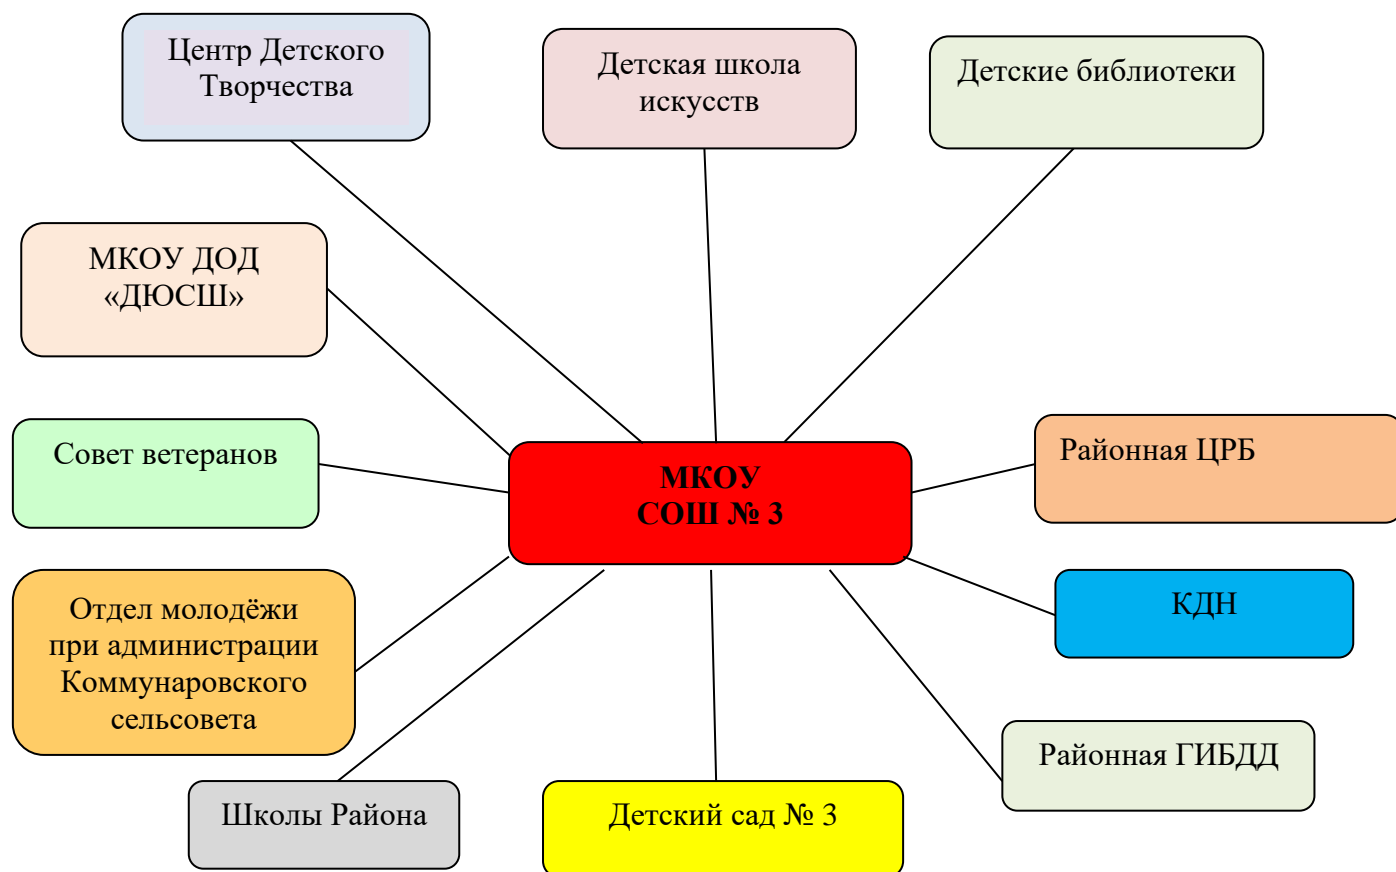 Центр Детского
Творчества
Детская школа
искусств
Детские библиотеки
МКОУ ДОД
«ДЮСШ»
Совет ветеранов
МКОУ
СОШ № 3
Районная ЦРБ
Отдел молодёжи
при администрации
Коммунаровского
сельсовета
КДН
Районная ГИБДД
Школы Района
Детский сад № 3